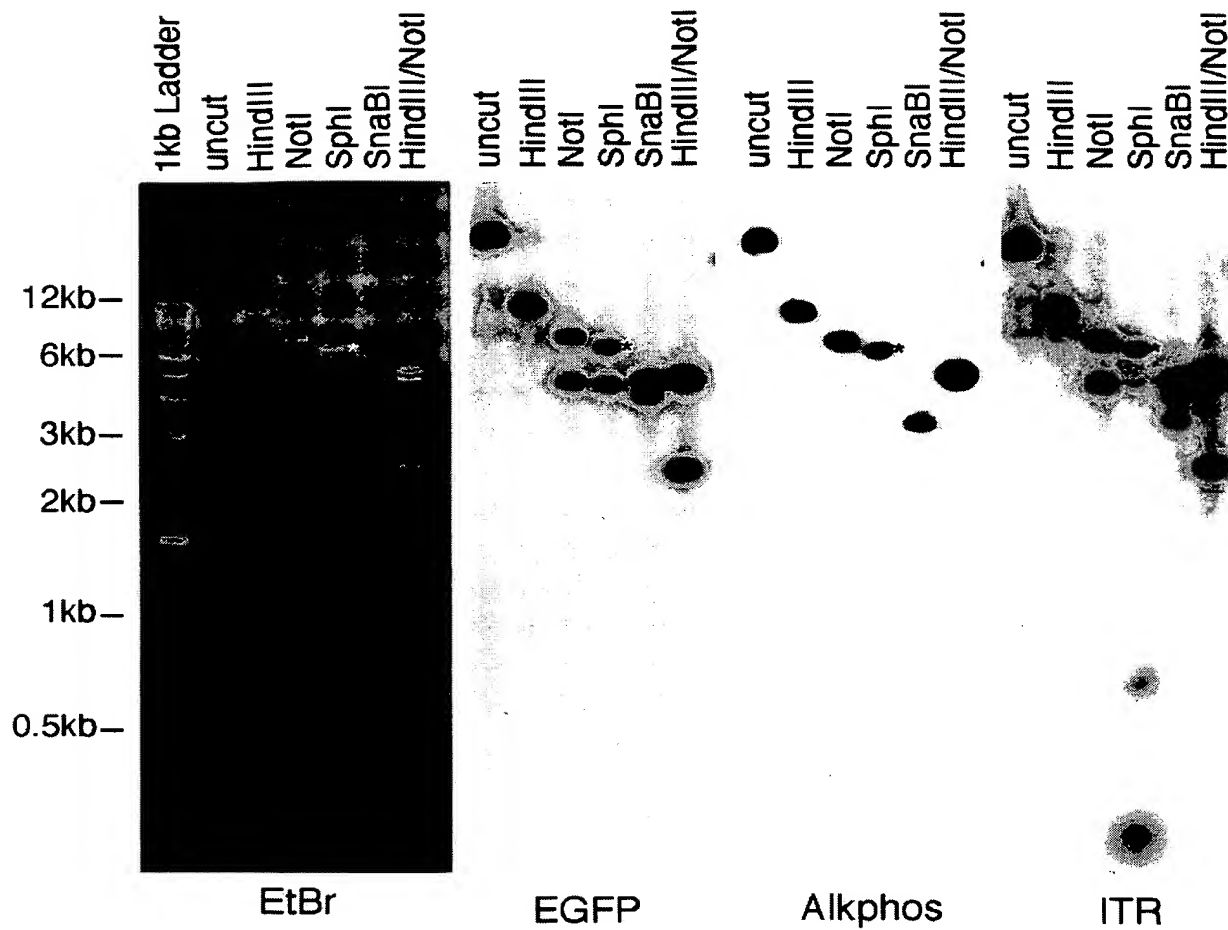 1kb Ladder
uncut
HindIII
NotI
SphI
SnaBI
HindIII/NotI
uncut
HindIII
NotI
SphI
SnaBI
HindIII/NotI
uncut
HindIII
NotI
SphI
SnaBI
HindIII/NotI
uncut
HindIII
NotI
SphI
SnaBI
HindIII/NotI
12kb
6kb
3kb
2kb
1kb
0.5kb
*
*
*
EtBr
EGFP
Alkphos
ITR